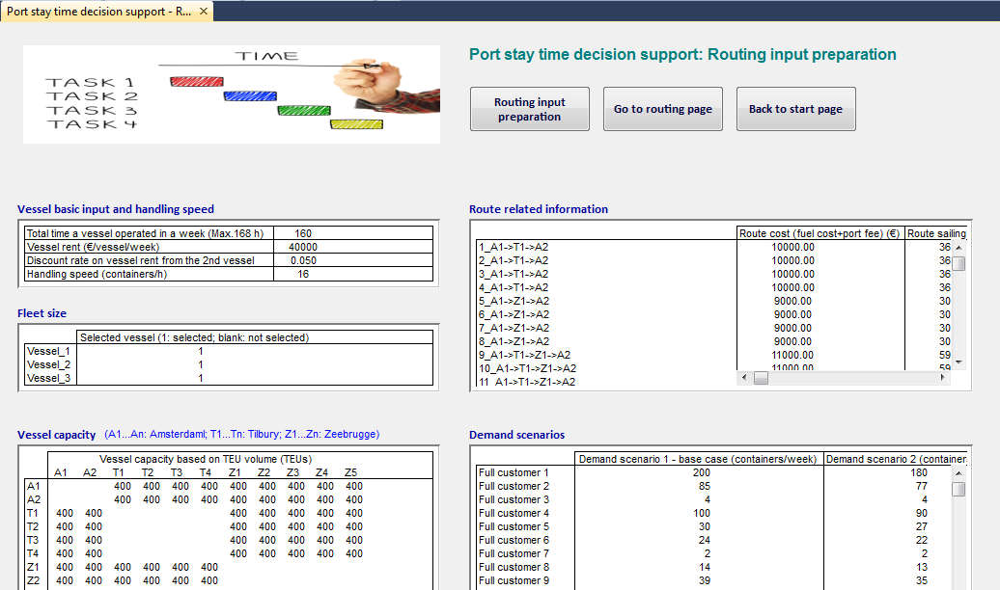 Port stay time decision support - R... ×
TIME
TASK 1
TASK 2
TASK 3
TASK 4
Port stay time decision support: Routing input preparation
Routing input preparation
Go to routing page
Back to start page
Vessel basic input and handling speed
Total time a vessel operated in a week (Max.168 h) 160
Vessel rent (€/vessel/week) 40000
Discount rate on vessel rent from the 2nd vessel 0.050
Handling speed (containers/h) 16
Fleet size
Selected vessel (1: selected; blank: not selected)
Vessel_1 1
Vessel_2 1
Vessel_3 1
Route related information
Route cost (fuel cost+port fee) (€) Route sailing
1_A1->T1->A2 10000.00 36
2_A1->T1->A2 10000.00 36
3_A1->T1->A2 10000.00 36
4_A1->T1->A2 10000.00 36
5_A1->Z1->A2 9000.00 30
6_A1->Z1->A2 9000.00 30
7_A1->Z1->A2 9000.00 30
8_A1->Z1->A2 9000.00 30
9_A1->T1->Z1->A2 11000.00 59
10_A1->T1->Z1->A2 11000.00 59
11_A1->T1->Z1->A2
Vessel capacity (A1...An: Amsterdaml; T1...Tn: Tilbury; Z1...Zn: Zeebrugge)
Vessel capacity based on TEU volume (TEUs)
A1 A2 T1 T2 T3 T4 Z1 Z2 Z3 Z4 Z5
A1 400 400 400 400 400 400 400 400 400
A2 400 400 400 400 400 400 400 400 400
T1 400 400 400 400 400 400 400
T2 400 400 400 400 400 400 400
T3 400 400 400 400 400 400 400
T4 400 400 400 400 400 400 400
Z1 400 400 400 400 400 400
Z2 400 400 400 400 400 400
Demand scenarios
Demand scenario 1 - base case (containers/week) Demand scenario 2 (container
Full customer 1 200 180
Full customer 2 85 77
Full customer 3 4 4
Full customer 4 100 90
Full customer 5 30 27
Full customer 6 24 22
Full customer 7 2 2
Full customer 8 14 13
Full customer 9 39 35